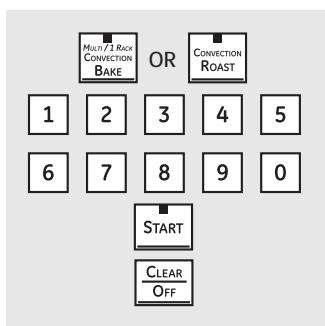 MULTI / 1 RACK
CONVECTION
BAKE
OR
CONVECTION
ROAST
1 2 3 4 5
6 7 8 9 0
START
CLEAR
OFF